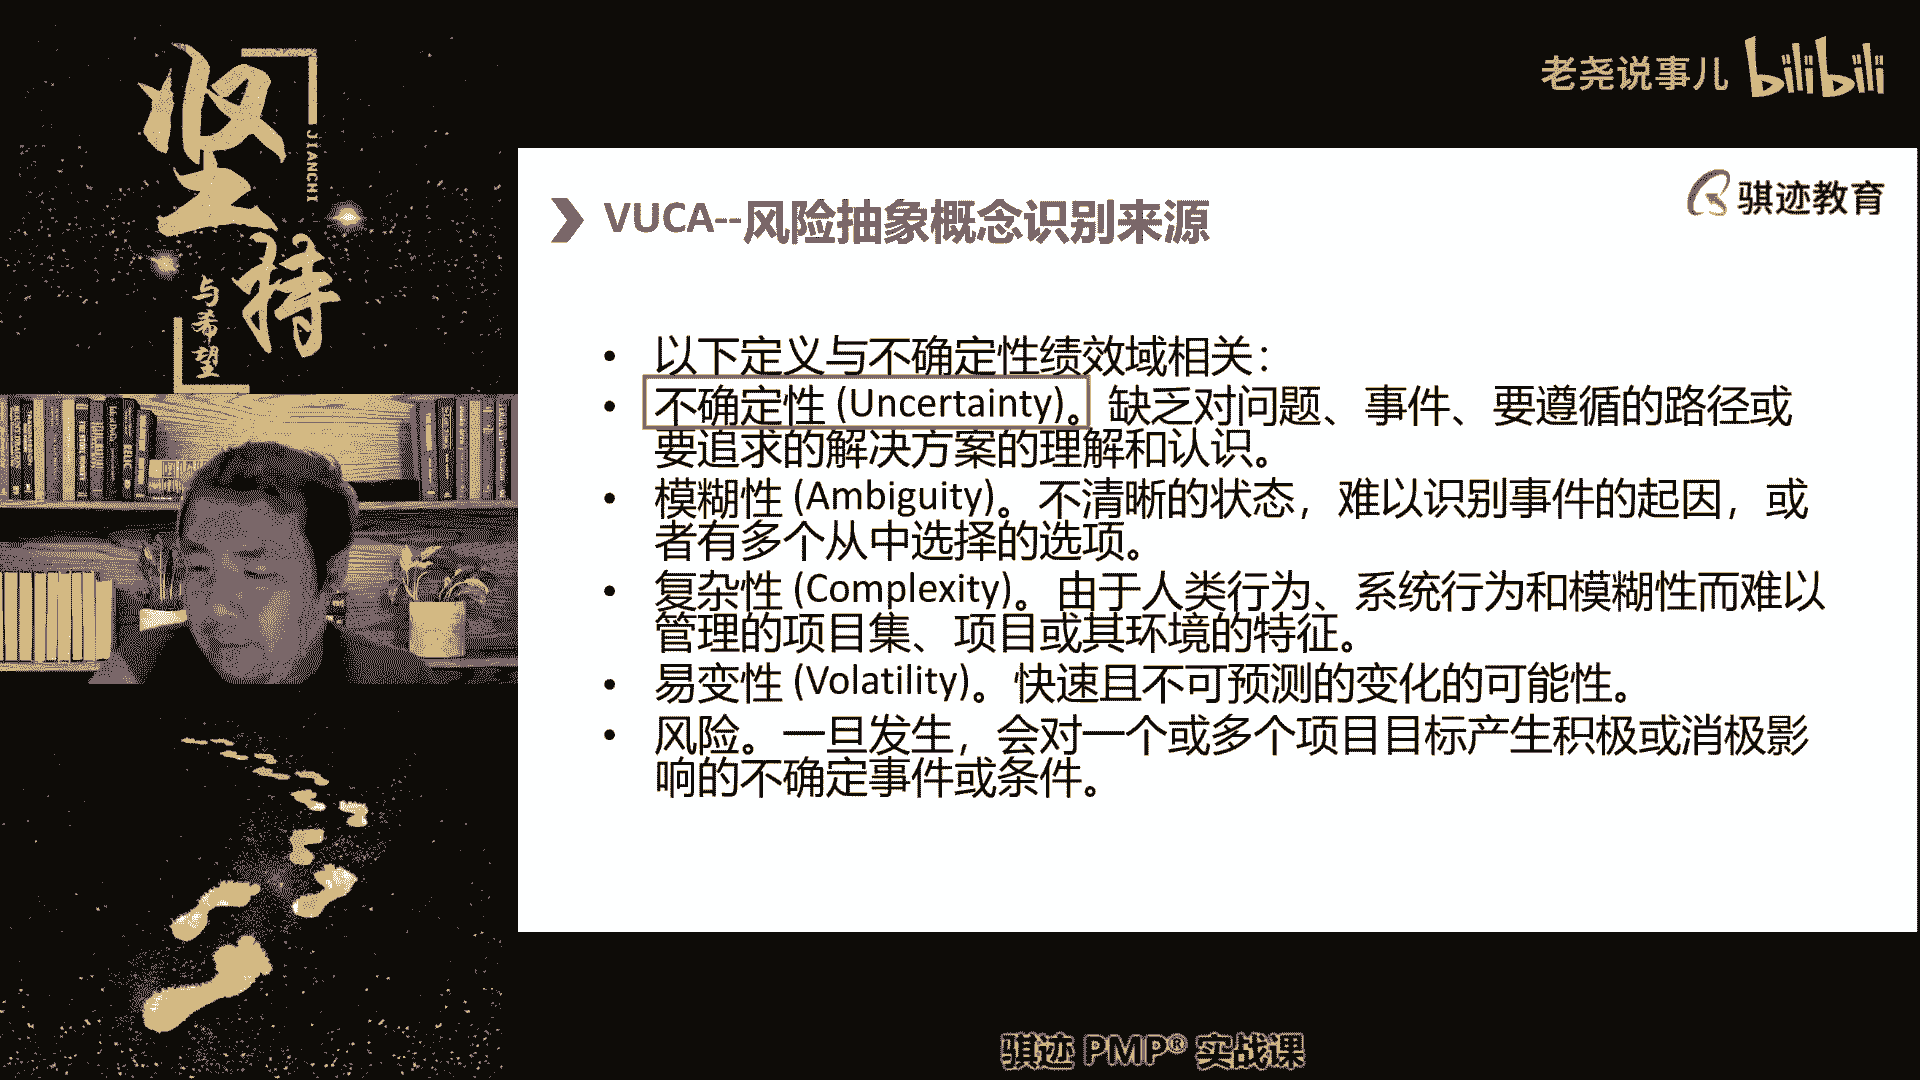 坚持
JIANCHI
与希望
老尧说事儿 bilibili
骐迹教育
VUCA--风险抽象概念识别来源
• 以下定义与不确定性绩效域相关：
• 不确定性 (Uncertainty)。缺乏对问题、事件、要遵循的路径或
要追求的解决方案的理解和认识。
• 模糊性 (Ambiguity)。不清晰的状态，难以识别事件的起因，或
者有多个从中选择的选项。
• 复杂性 (Complexity)。由于人类行为、系统行为和模糊性而难以
管理的项目集、项目或其环境的特征。
• 易变性 (Volatility)。快速且不可预测的变化的可能性。
• 风险。一旦发生，会对一个或多个项目目标产生积极或消极影
响的不确定事件或条件。
骐迹 PMP® 实战课